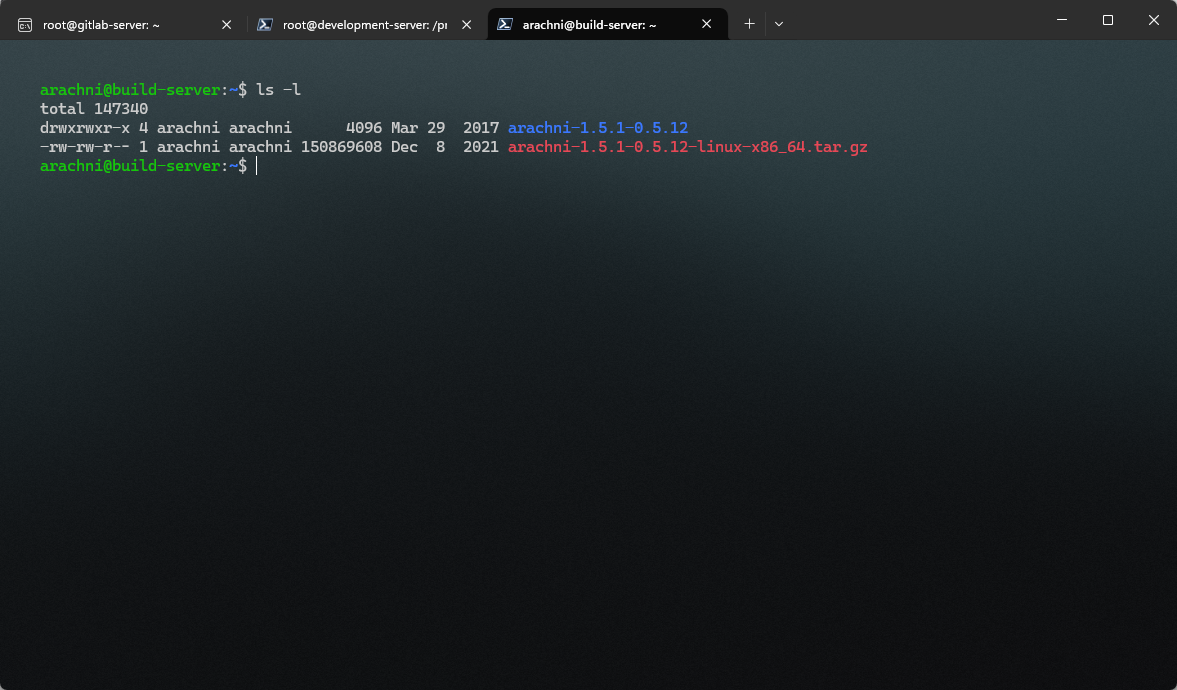 root@gitlab-server: ~
root@development-server: /pr
arachni@build-server: ~
arachni@build-server:~$ ls -l
total 147340
drwxrwxr-x 4 arachni arachni      4096 Mar 29  2017 arachni-1.5.1-0.5.12
-rw-rw-r-- 1 arachni arachni 150869608 Dec  8  2021 arachni-1.5.1-0.5.12-linux-x86_64.tar.gz
arachni@build-server:~$